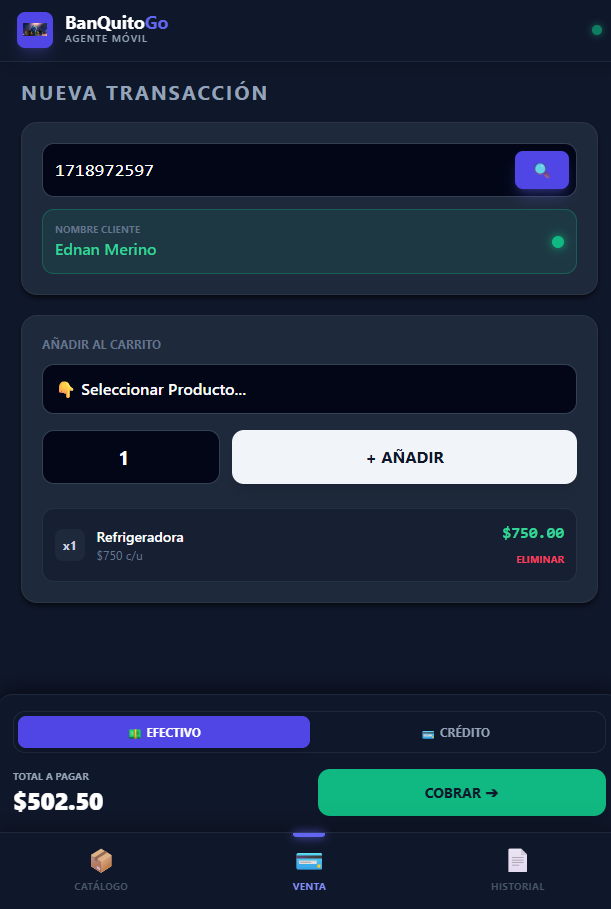 BanQuitoGo
AGENTE MÓVIL
NUEVA TRANSACCIÓN
1718972597
NOMBRE CLIENTE
Ednan Merino
AÑADIR AL CARRITO
👇 Seleccionar Producto...
1
+ AÑADIR
x1
Refrigeradora
$750 c/u
$750.00
ELIMINAR
💵 EFECTIVO
💳 CRÉDITO
TOTAL A PAGAR
$502.50
COBRAR ➔
CATÁLOGO
VENTA
HISTORIAL